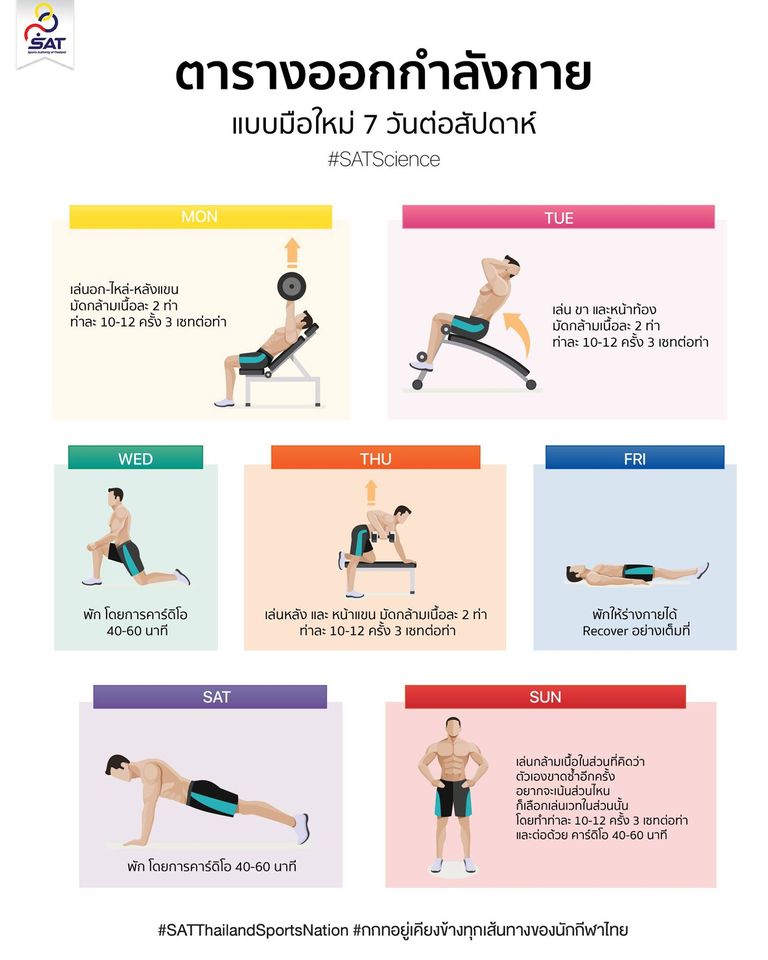 SAT
Sports Authority of Thailand
ตารางออกกำลังกาย
แบบมือใหม่ 7 วันต่อสัปดาห์
#SATScience
MON
เล่นอก-ไหล่-หลังแขน
มัดกล้ามเนื้อละ 2 ท่า
ท่าละ 10-12 ครั้ง 3 เซทต่อท่า
TUE
เล่น ขา และหน้าท้อง
มัดกล้ามเนื้อละ 2 ท่า
ท่าละ 10-12 ครั้ง 3 เซทต่อท่า
WED
พัก โดยการคาร์ดิโอ
40-60 นาที
THU
เล่นหลัง และ หน้าแขน มัดกล้ามเนื้อละ 2 ท่า
ท่าละ 10-12 ครั้ง 3 เซทต่อท่า
FRI
พักให้ร่างกายได้
Recover อย่างเต็มที่
SAT
พัก โดยการคาร์ดิโอ 40-60 นาที
SUN
เล่นกล้ามเนื้อในส่วนที่คิดว่า
ตัวเองขาดซ้ำอีกครั้ง
อยากจะเน้นส่วนไหน
ก็เลือกเล่นเวทในส่วนนั้น
โดยทำท่าละ 10-12 ครั้ง 3 เซทต่อท่า
และต่อด้วย คาร์ดิโอ 40-60 นาที
#SATThailandSportsNation #กกทอยู่เคียงข้างทุกเส้นทางของนักกีฬาไทย